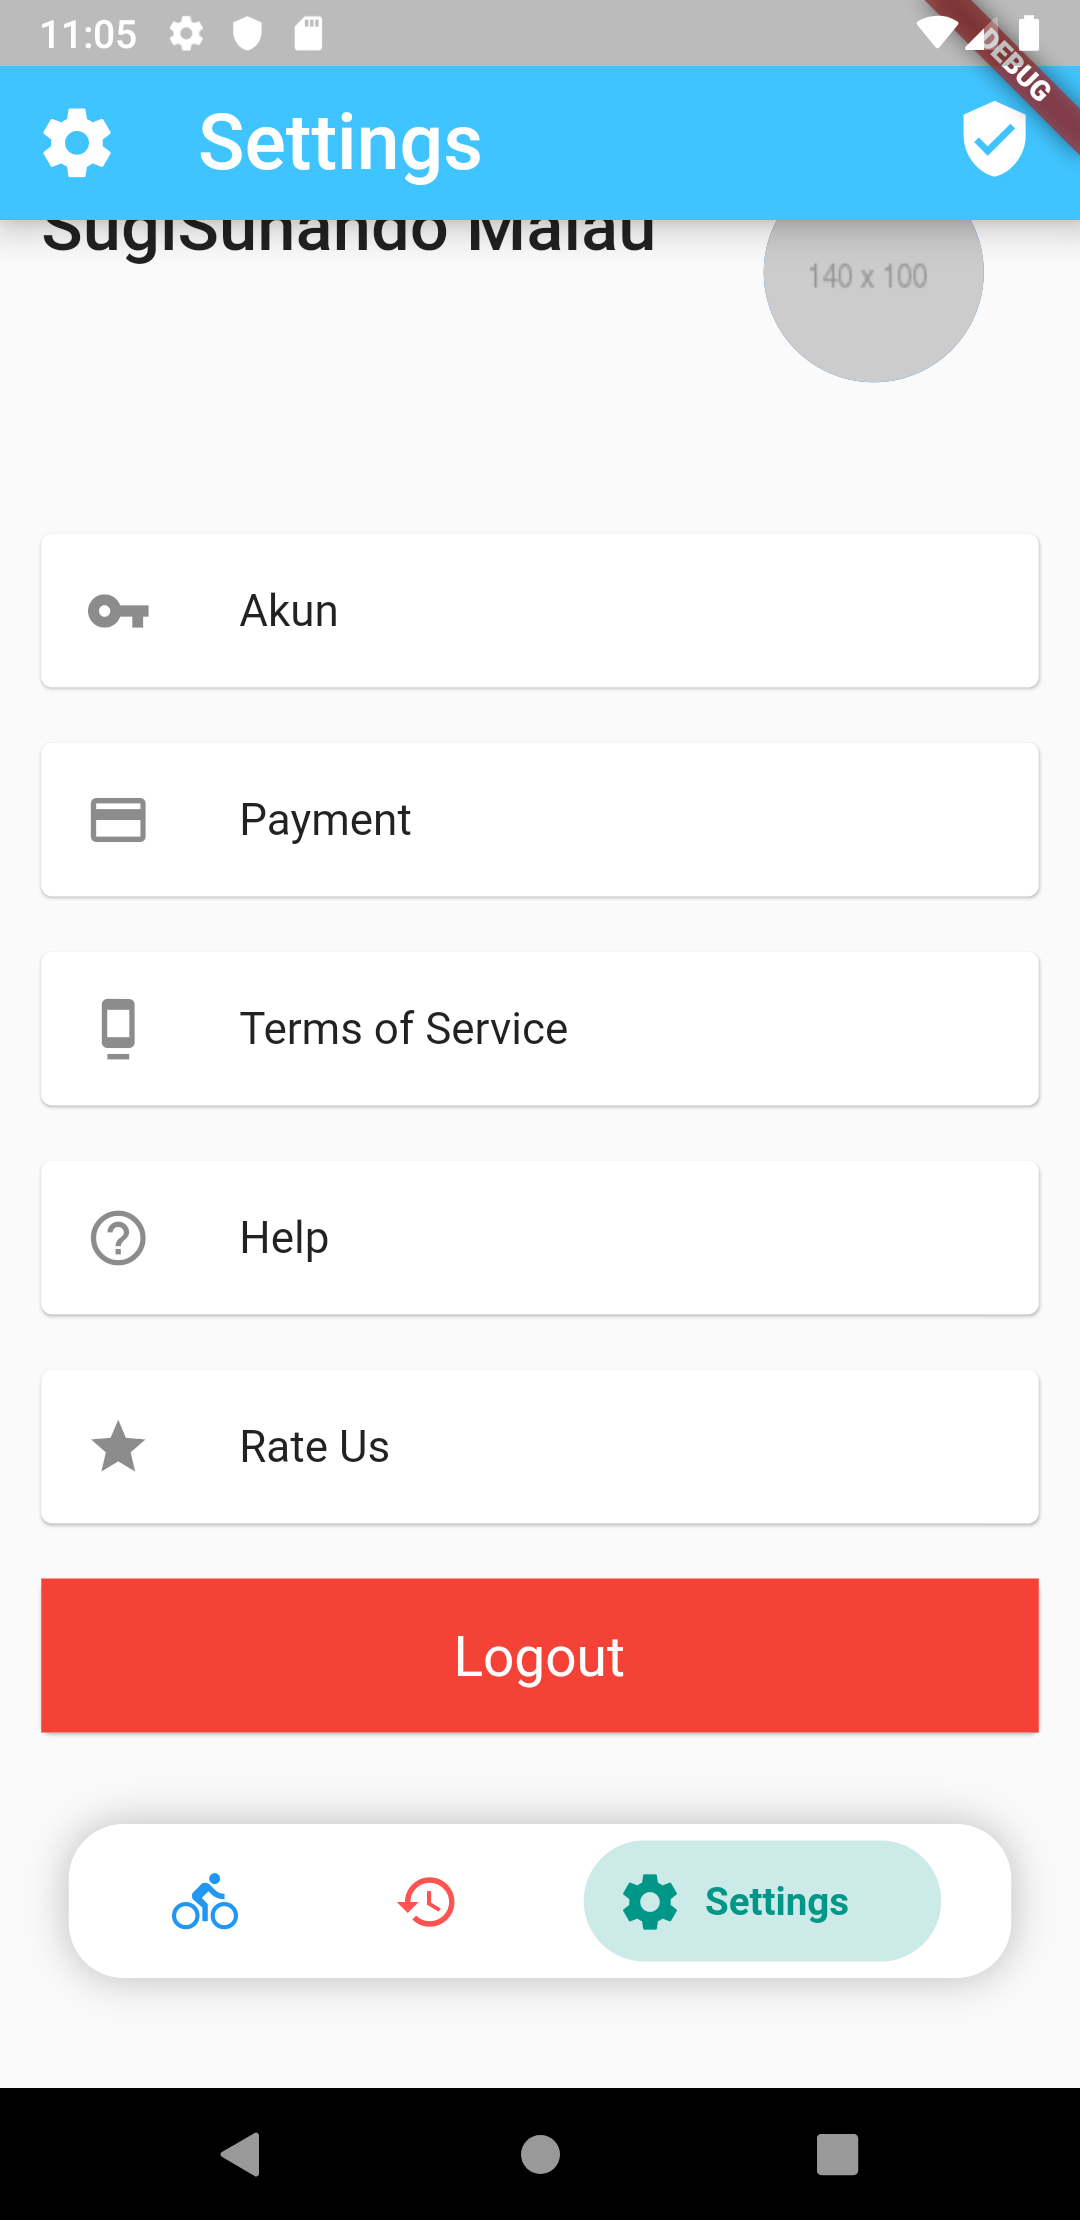 11:05
DEBUG
Settings
SugiSunando Malau
140 x 100
Akun
Payment
Terms of Service
Help
Rate Us
Logout
Settings